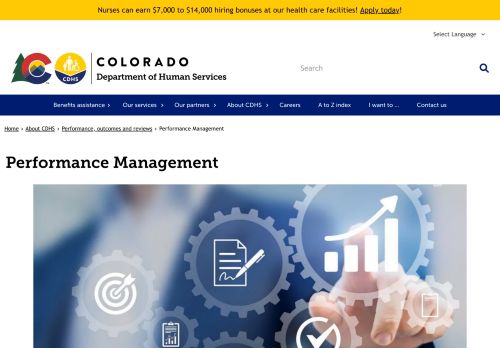 Nurses can earn $7,000 to $14,000 hiring bonuses at our health care facilities! Apply today!
Select Language
CDHS
COLORADO
Department of Human Services
Search
Benefits assistance
Our services
Our partners
About CDHS
Careers
A to Z index
I want to ...
Contact us
Home › About CDHS › Performance, outcomes and reviews › Performance Management
Performance Management